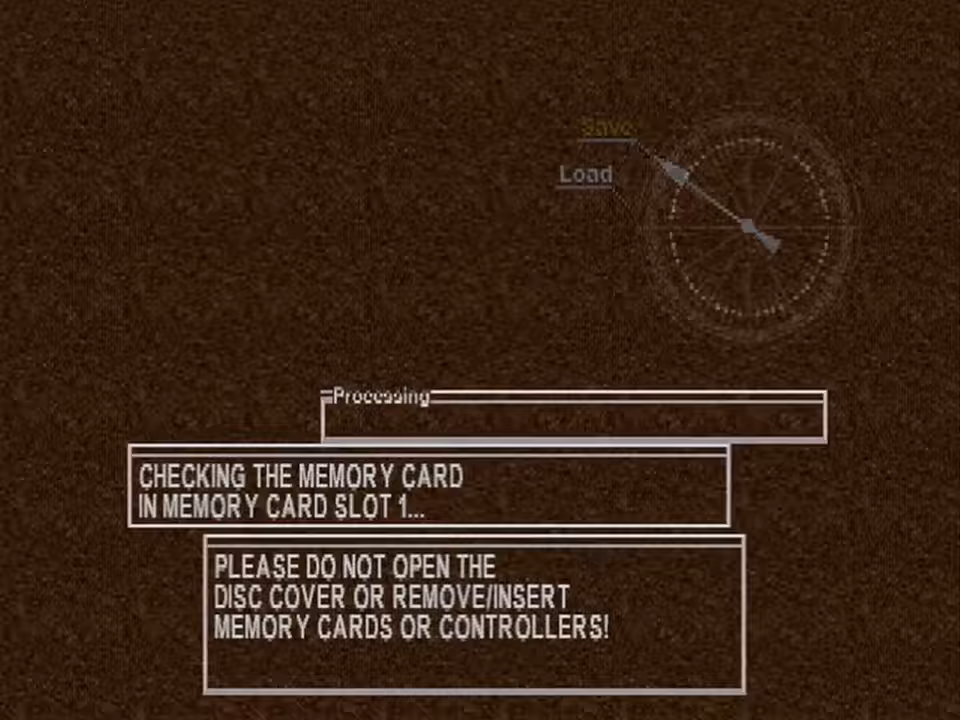 Save
Load
Processing
CHECKING THE MEMORY CARD
IN MEMORY CARD SLOT 1...
PLEASE DO NOT OPEN THE
DISC COVER OR REMOVE/INSERT
MEMORY CARDS OR CONTROLLERS!